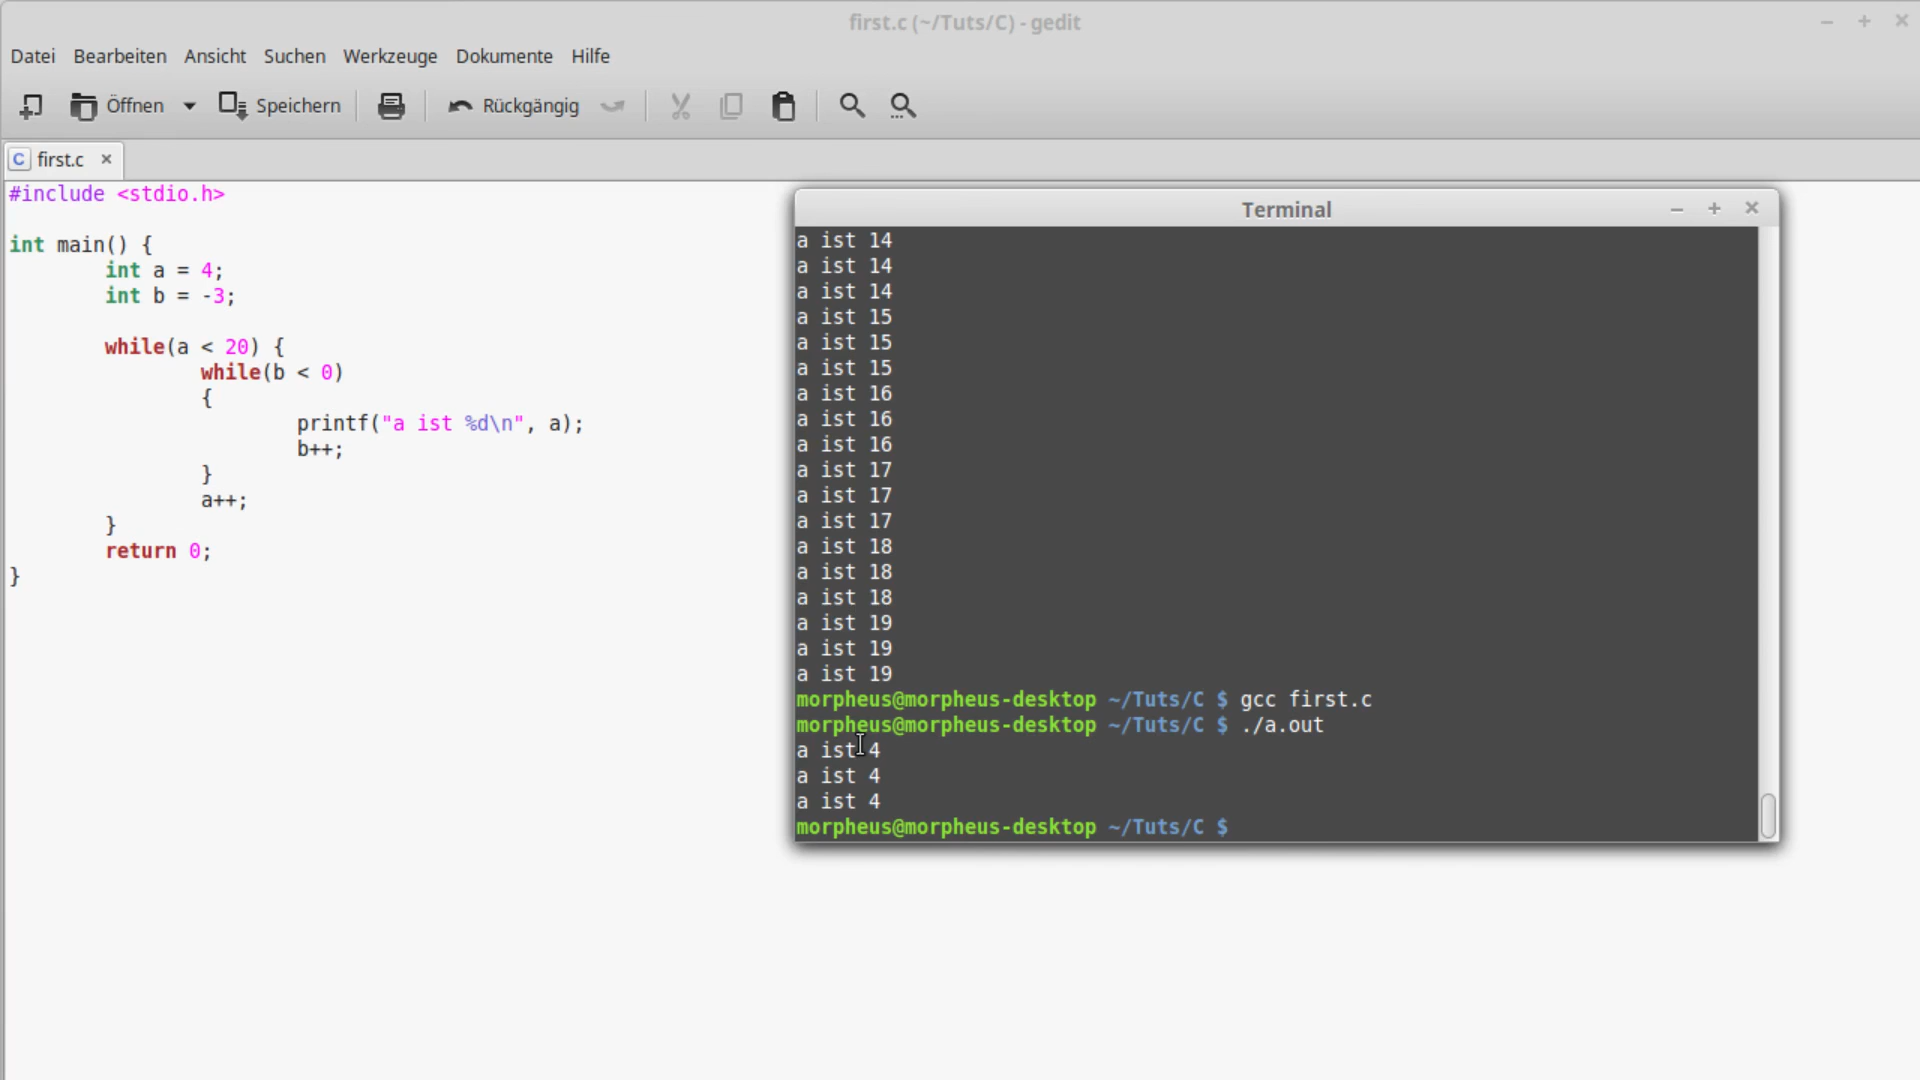 first.c (~/Tuts/C) - gedit
Datei Bearbeiten Ansicht Suchen Werkzeuge Dokumente Hilfe
Öffnen Speichern Rückgängig
C first.c
#include <stdio.h>
int main() {
int a = 4;
int b = -3;
while(a < 20) {
while(b < 0)
{
printf("a ist %d\n", a);
b++;
}
a++;
}
return 0;
}
Terminal
a ist 14
a ist 14
a ist 14
a ist 15
a ist 15
a ist 15
a ist 16
a ist 16
a ist 16
a ist 17
a ist 17
a ist 17
a ist 18
a ist 18
a ist 18
a ist 19
a ist 19
a ist 19
morpheus@morpheus-desktop ~/Tuts/C $ gcc first.c
morpheus@morpheus-desktop ~/Tuts/C $ ./a.out
a ist 4
a ist 4
a ist 4
morpheus@morpheus-desktop ~/Tuts/C $